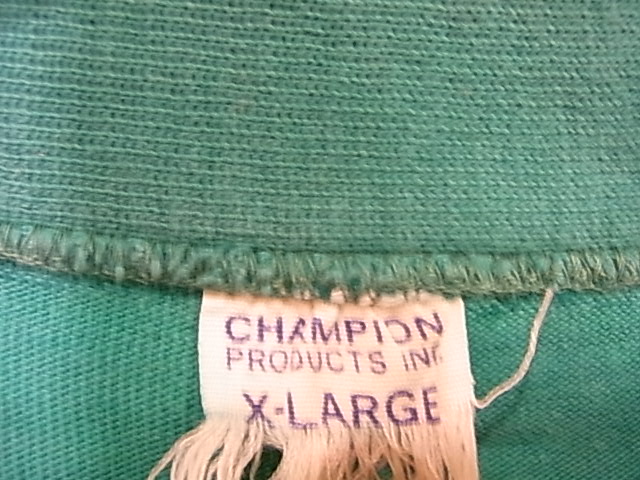 CHAMPION
PRODUCTS INC
X-LARGE